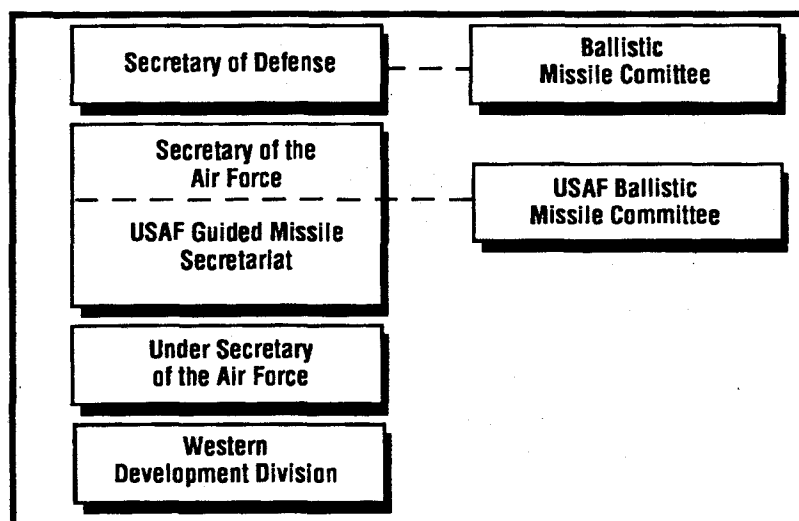 Secretary of Defense
Ballistic
Missile Comittee
Secretary of the
Air Force
USAF Guided Missile
Secretariat
USAF Ballistic
Missile Committee
Under Secretary
of the Air Force
Western
Development Division